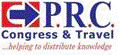 P.R.C.
Congress & Travel
...helping to distribute knowledge